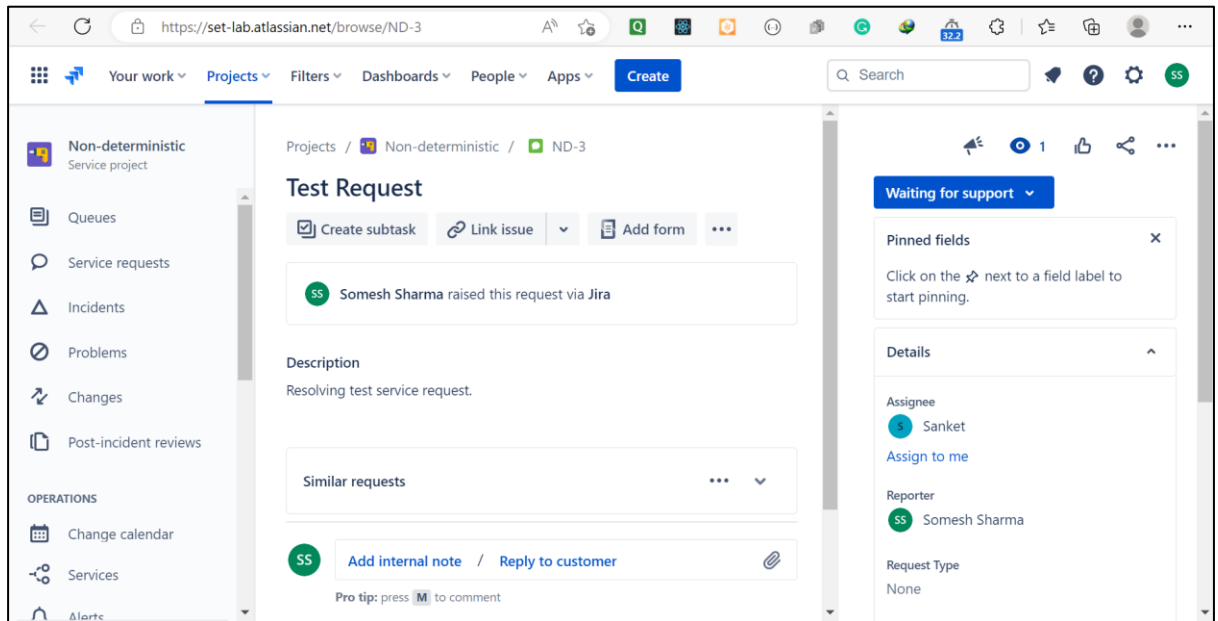 https://set-lab.atlassian.net/browse/ND-3
32.2
Your work
Projects
Filters
Dashboards
People
Apps
Create
Search
SS
Non-deterministic
Service project
Queues
Service requests
Incidents
Problems
Changes
Post-incident reviews
OPERATIONS
Change calendar
Services
Alerts
Projects / Non-deterministic / ND-3
Test Request
Create subtask
Link issue
Add form
SS Somesh Sharma raised this request via Jira
Description
Resolving test service request.
Similar requests
SS
Add internal note / Reply to customer
Pro tip: press M to comment
1
Waiting for support
Pinned fields
Click on the next to a field label to
start pinning.
Details
Assignee
S Sanket
Assign to me
Reporter
SS Somesh Sharma
Request Type
None